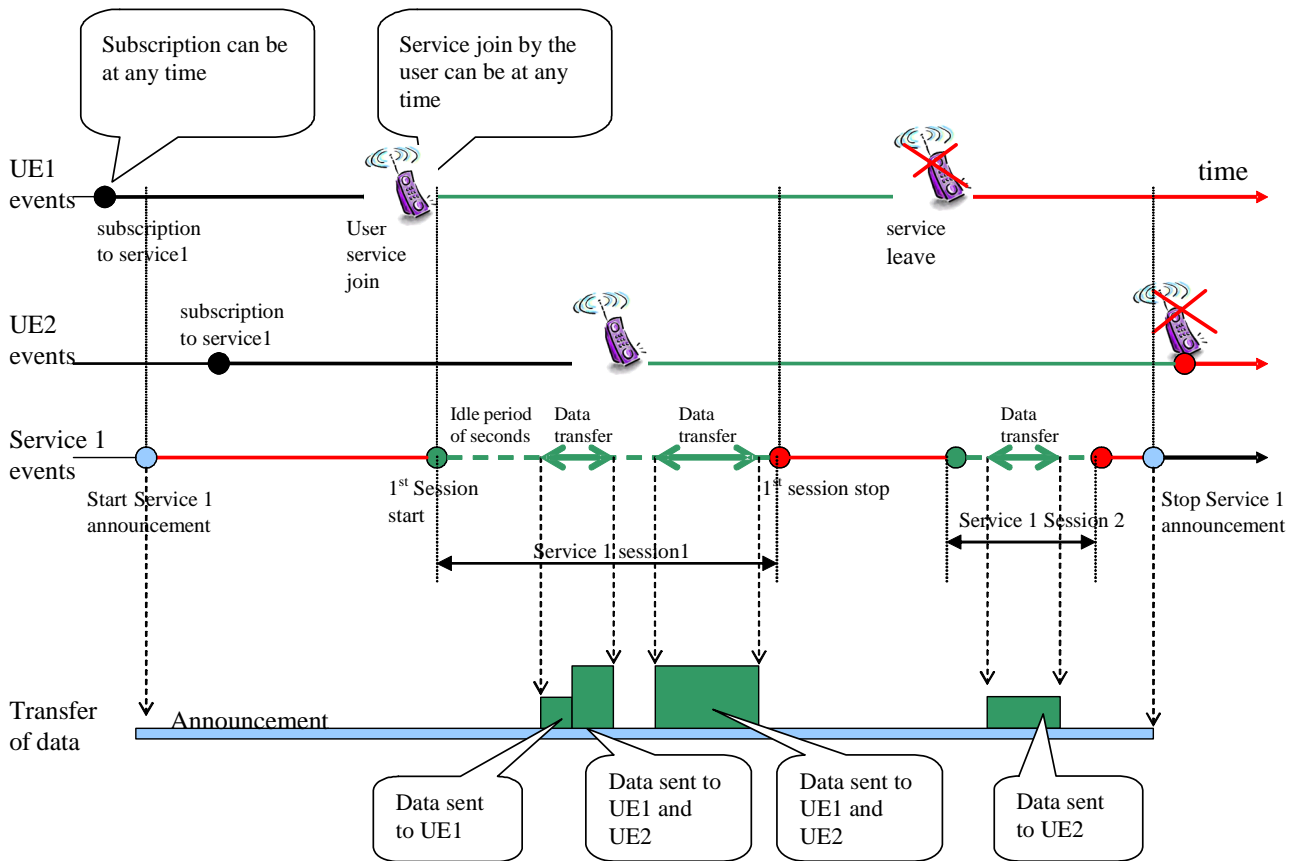 Subscription can be
at any time
Service join by the
user can be at any
time
UE1
events
time
subscription
to service1
User
service
join
service
leave
UE2
events
subscription
to service1
Service 1
events
Idle period
of seconds
Data
transfer
Data
transfer
Data
transfer
Start Service 1
announcement
1st Session
start
1st session stop
Service 1 Session 2
Stop Service 1
announcement
Service 1 session1
Transfer
of data
Announcement
Data sent
to UE1
Data sent to
UE1 and
UE2
Data sent to
UE1 and
UE2
Data sent
to UE2